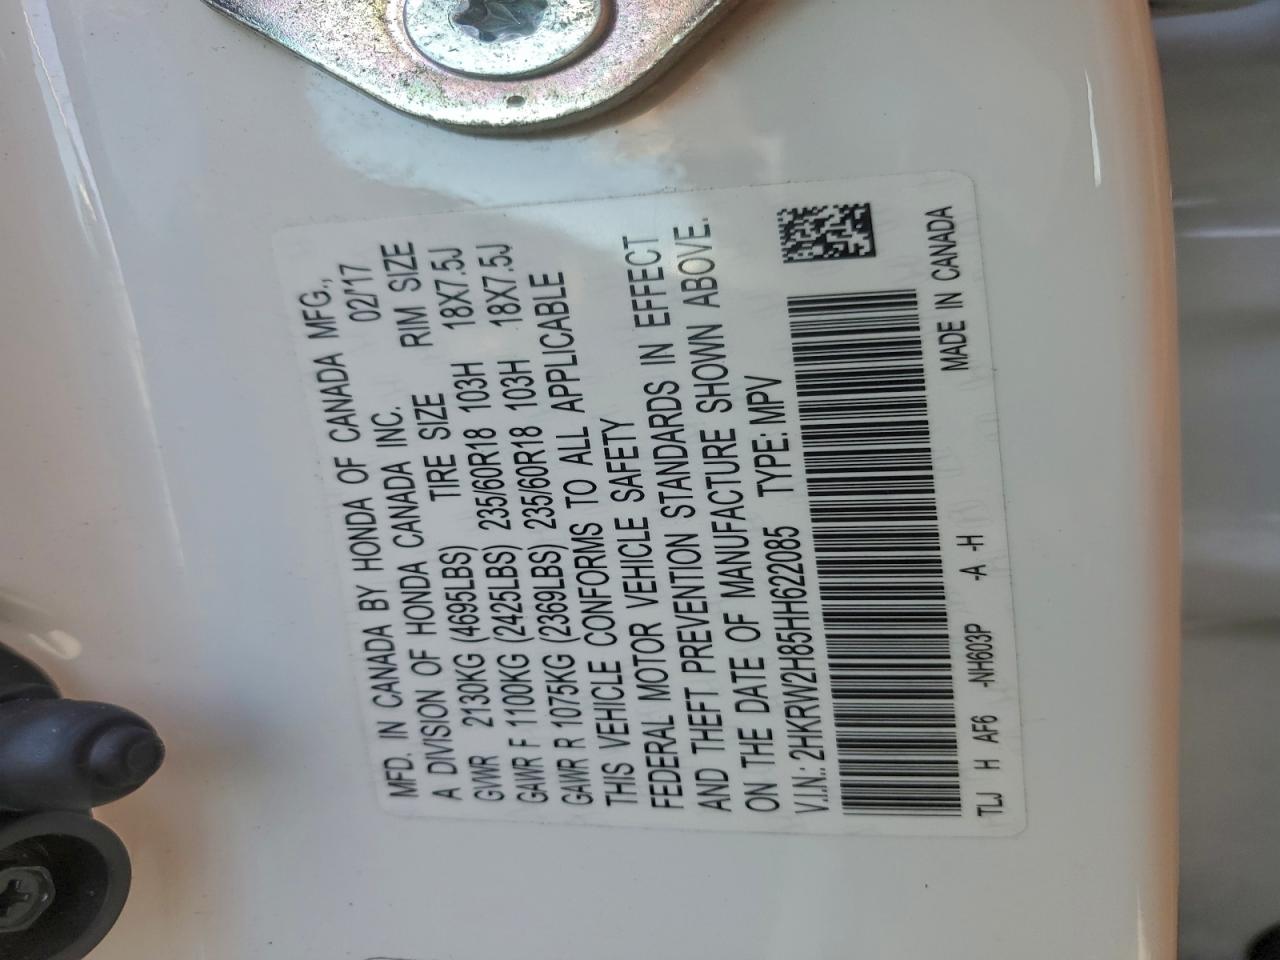 MFD. IN CANADA BY HONDA OF CANADA MFG.,
A DIVISION OF HONDA CANADA INC. 02/17
TIRE SIZE RIM SIZE
GVWR 2130KG (4695LBS)
GAWR F 1100KG (2425LBS) 235/60R18 103H 18X7.5J
GAWR R 1075KG (2369LBS) 235/60R18 103H 18X7.5J
THIS VEHICLE CONFORMS TO ALL APPLICABLE
FEDERAL MOTOR VEHICLE SAFETY
AND THEFT PREVENTION STANDARDS IN EFFECT
ON THE DATE OF MANUFACTURE SHOWN ABOVE.
V.I.N.: 2HKRW2H85HH622085 TYPE: MPV
TLJ H AF6 -NH603P -A -H MADE IN CANADA